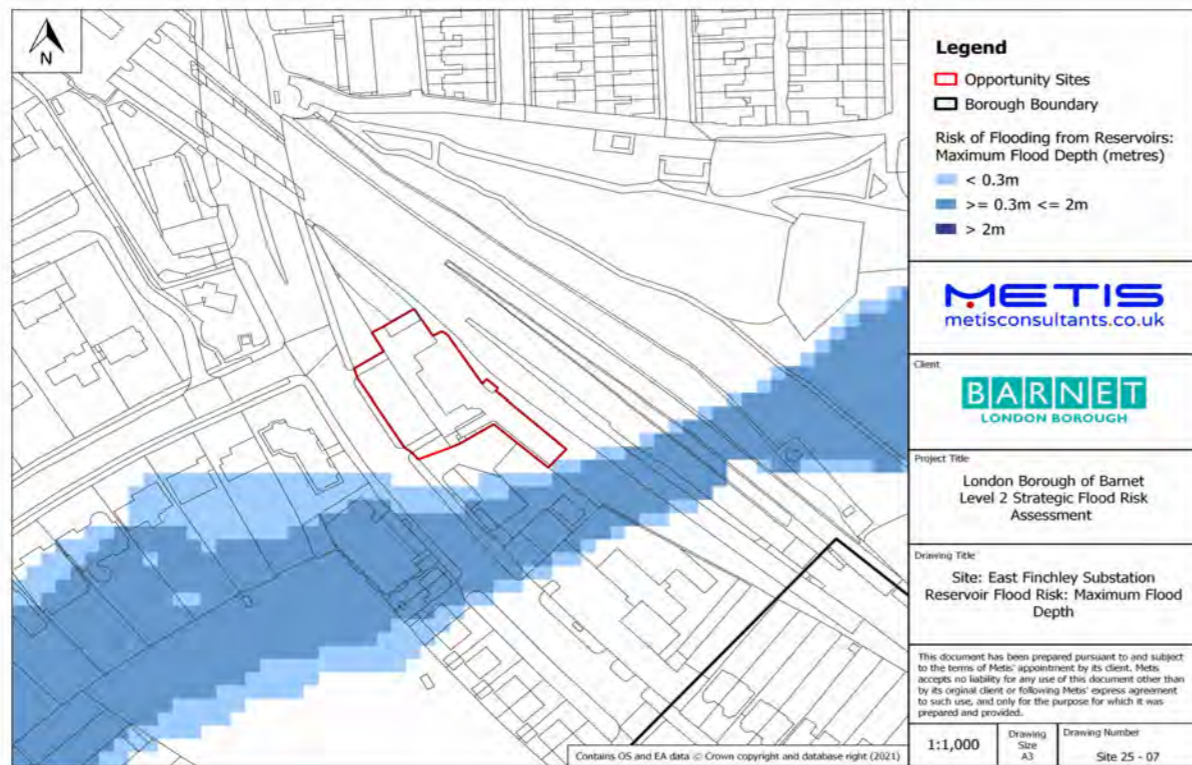 N
Legend
Opportunity Sites
Borough Boundary
Risk of Flooding from Reservoirs:
Maximum Flood Depth (metres)
< 0.3m
>= 0.3m <= 2m
> 2m
METIS
metisconsultants.co.uk
Client
BARNET
LONDON BOROUGH
Project Title
London Borough of Barnet
Level 2 Strategic Flood Risk
Assessment
Drawing Title
Site: East Finchley Substation
Reservoir Flood Risk: Maximum Flood
Depth
This document has been prepared pursuant to and subject
to the terms of Metis' appointment by its client. Metis
accepts no liability for any use of this document other than
by its orginal client or following Metis' express agreement
to such use, and only for the purpose for which it was
prepared and provided.
1:1,000
Drawing
Size
A3
Drawing Number
Site 25 - 07
Contains OS and EA data © Crown copyright and database right (2021)